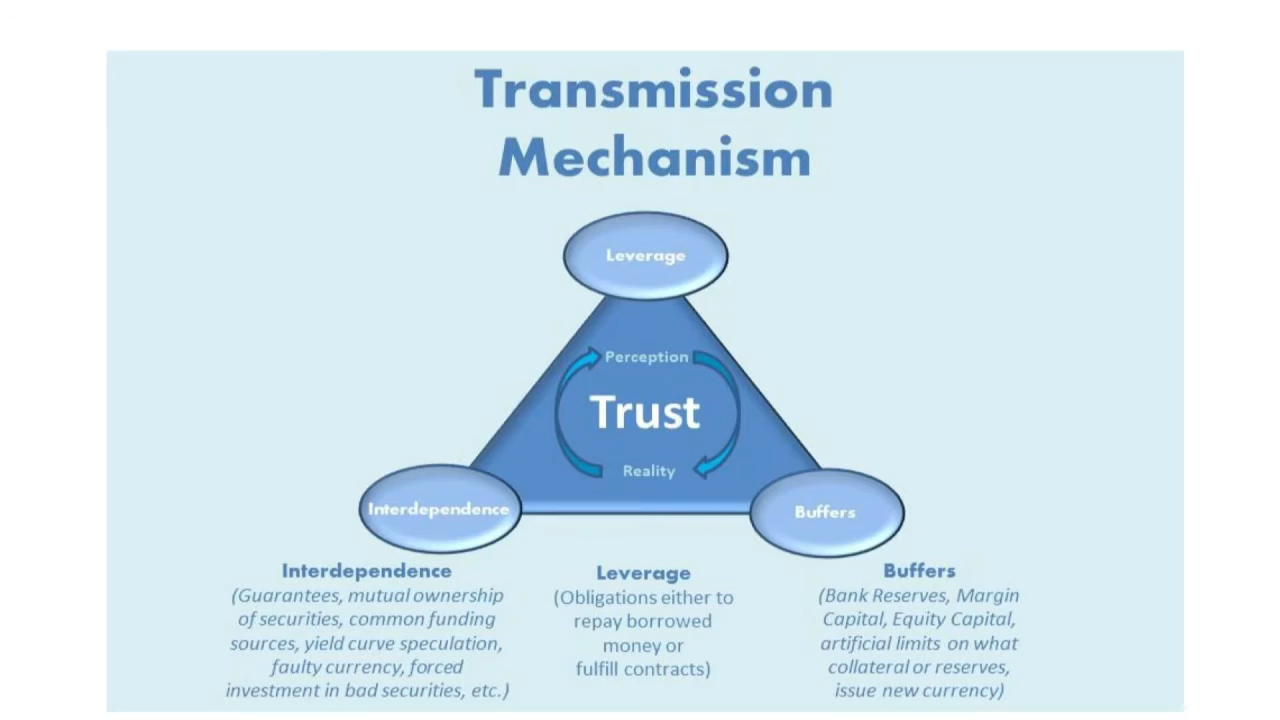 Transmission
Mechanism
Leverage
Perception
Trust
Reality
Interdependence
Buffers
Interdependence
(Guarantees, mutual ownership
of securities, common funding
sources, yield curve speculation,
faulty currency, forced
investment in bad securities, etc.)
Leverage
(Obligations either to
repay borrowed
money or
fulfill contracts)
Buffers
(Bank Reserves, Margin
Capital, Equity Capital,
artificial limits on what
collateral or reserves,
issue new currency)